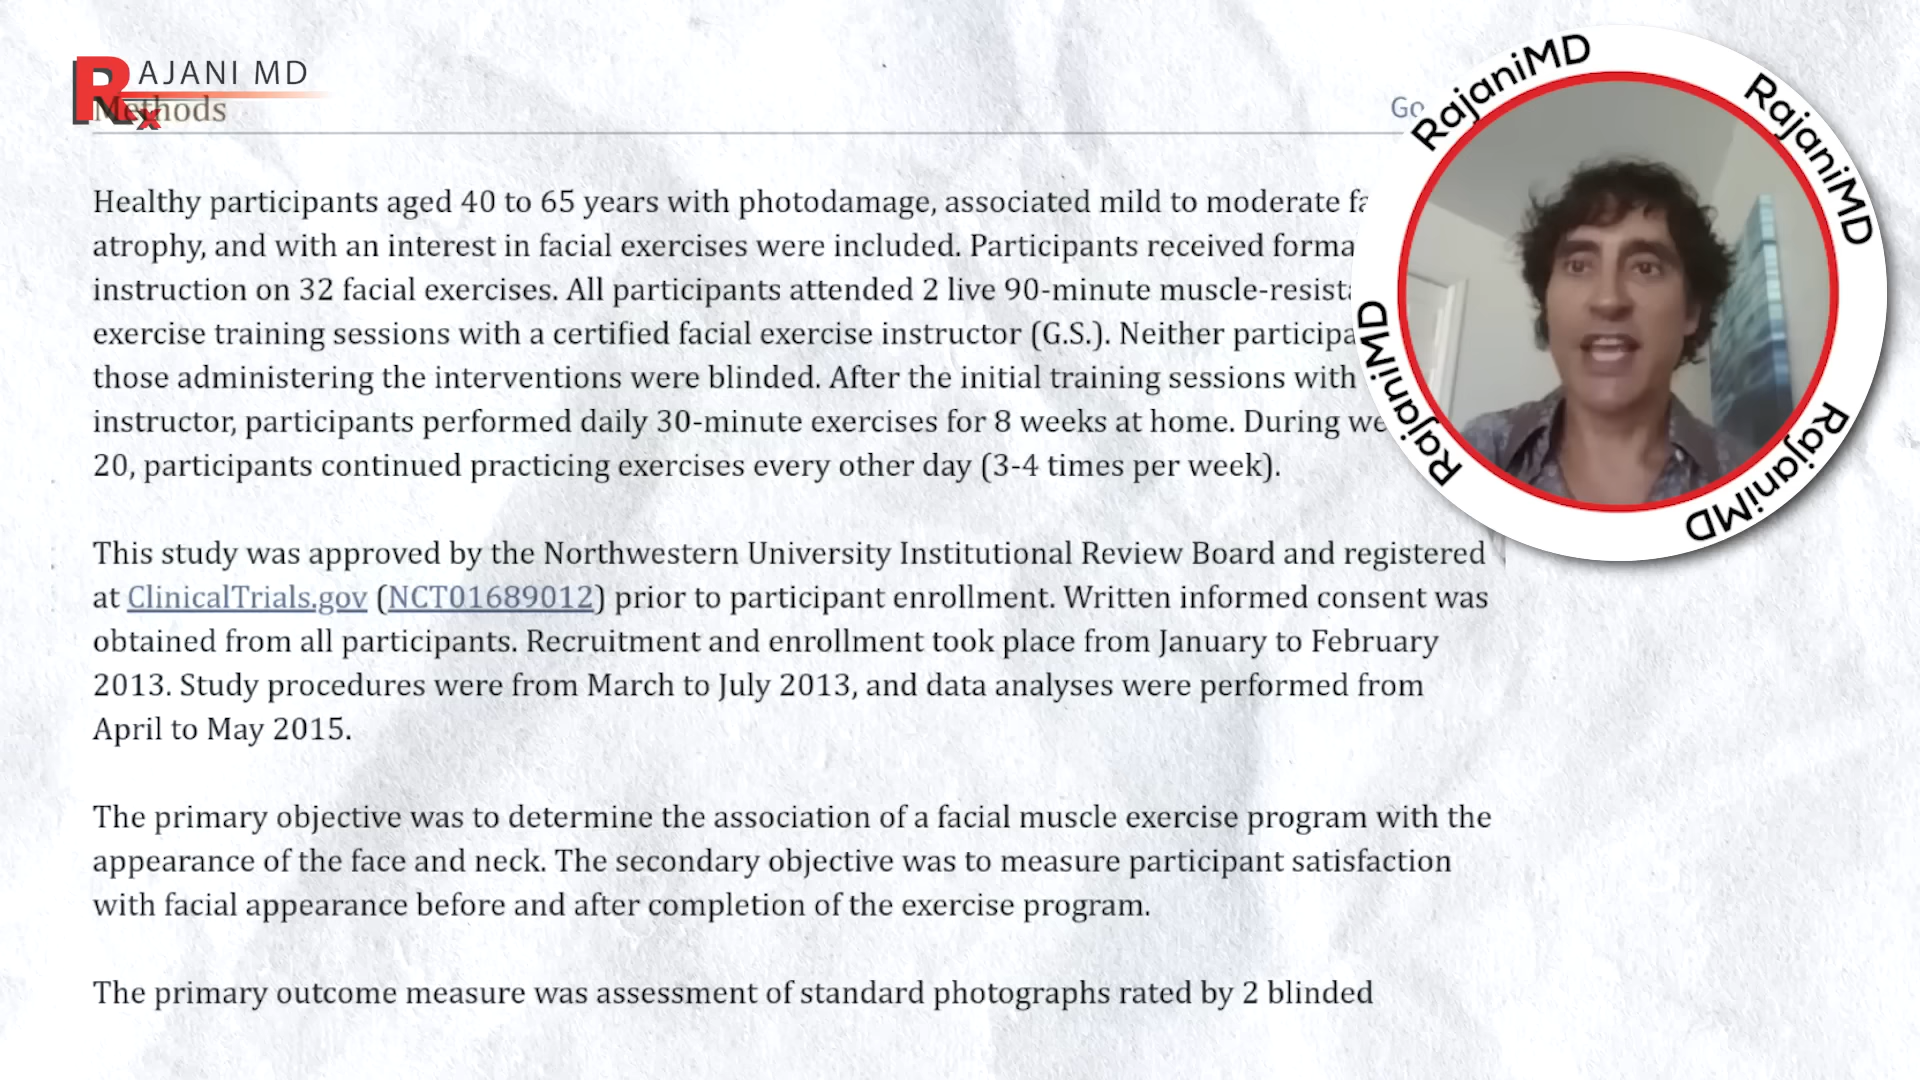 RAJANI MD
Rx
Methods
Go
Healthy participants aged 40 to 65 years with photodamage, associated mild to moderate
atrophy, and with an interest in facial exercises were included. Participants received forma
instruction on 32 facial exercises. All participants attended 2 live 90-minute muscle-resista
exercise training sessions with a certified facial exercise instructor (G.S.). Neither participa
those administering the interventions were blinded. After the initial training sessions with
instructor, participants performed daily 30-minute exercises for 8 weeks at home. During we
20, participants continued practicing exercises every other day (3-4 times per week).
This study was approved by the Northwestern University Institutional Review Board and registered
at ClinicalTrials.gov (NCT01689012) prior to participant enrollment. Written informed consent was
obtained from all participants. Recruitment and enrollment took place from January to February
2013. Study procedures were from March to July 2013, and data analyses were performed from
April to May 2015.
The primary objective was to determine the association of a facial muscle exercise program with the
appearance of the face and neck. The secondary objective was to measure participant satisfaction
with facial appearance before and after completion of the exercise program.
The primary outcome measure was assessment of standard photographs rated by 2 blinded
RajaniMD
RajaniMD
RajaniMD
RajaniMD